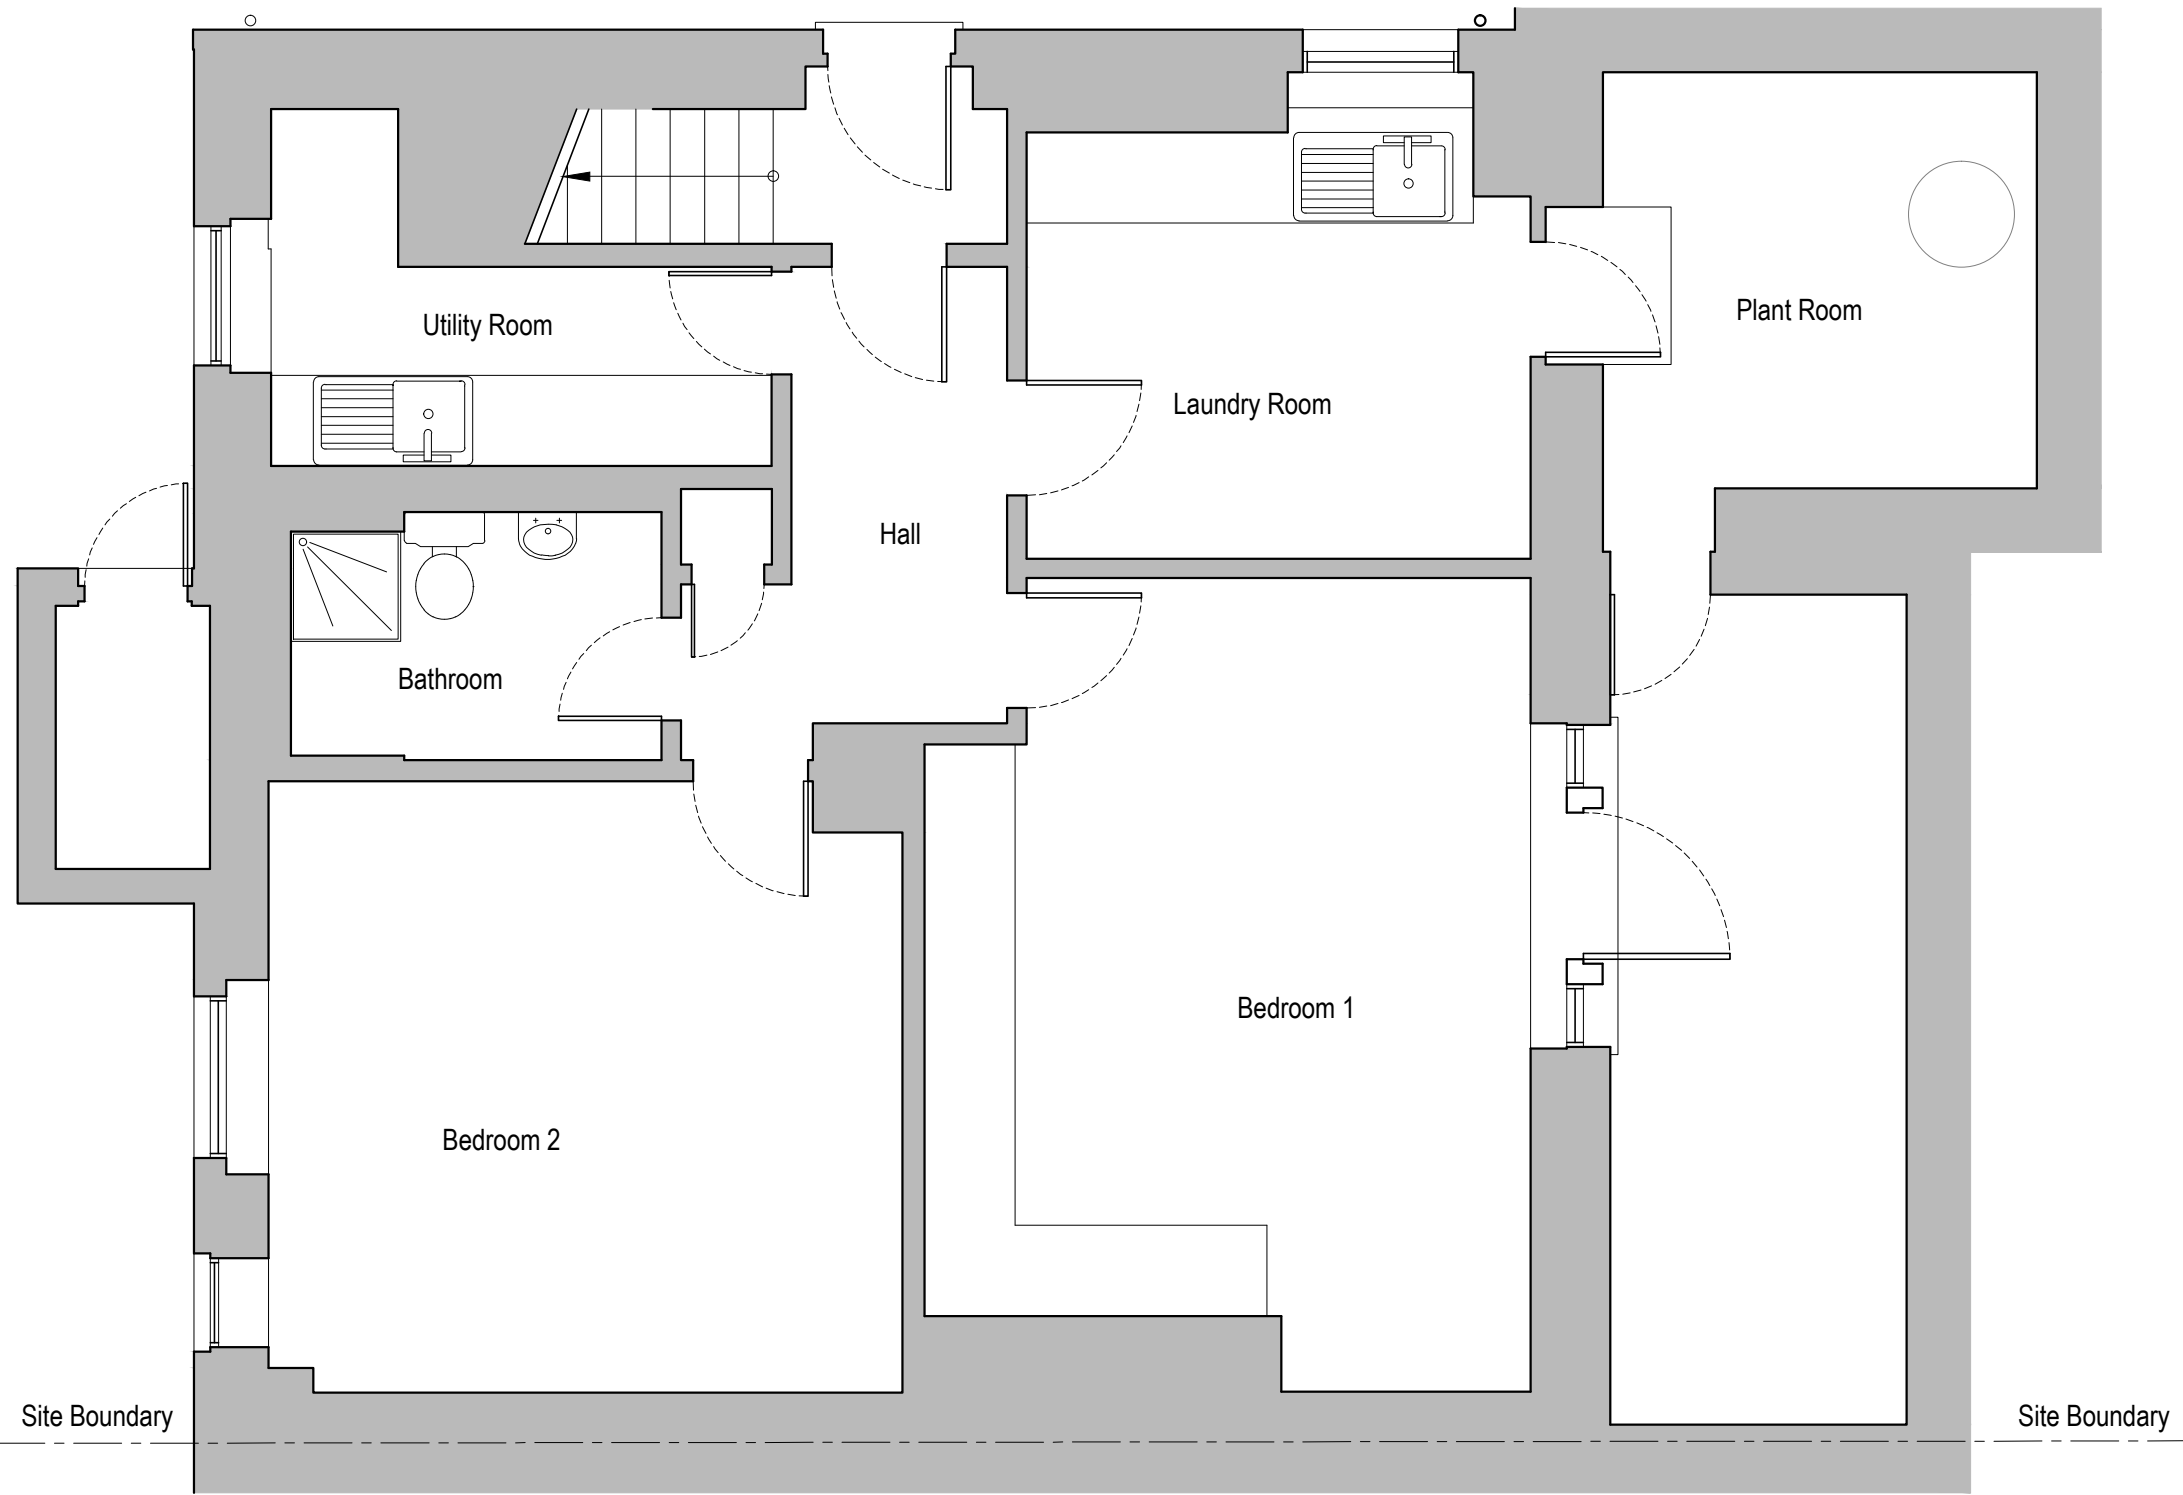 Plant Room
Utility Room
Laundry Room
Hall
Bathroom
Bedroom 1
Bedroom 2
Site Boundary
Site Boundary